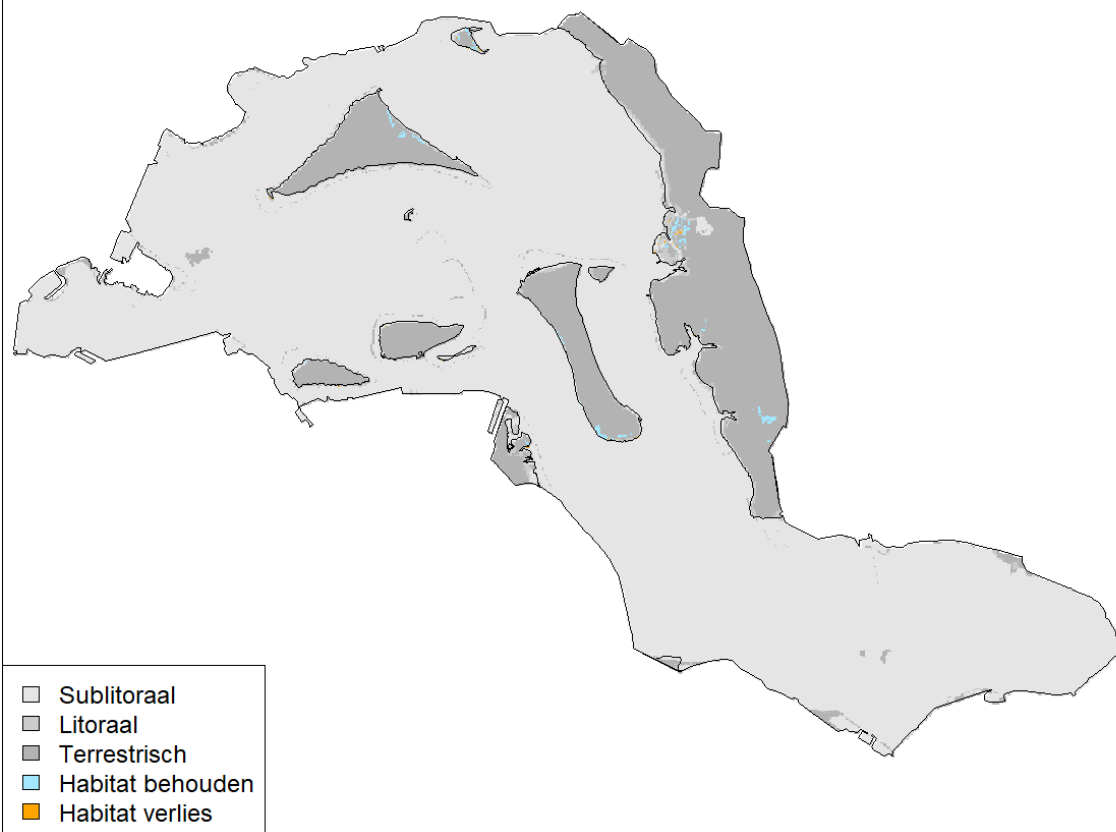 Sublitoraal
Litoraal
Terrestrisch
Habitat behouden
Habitat verlies